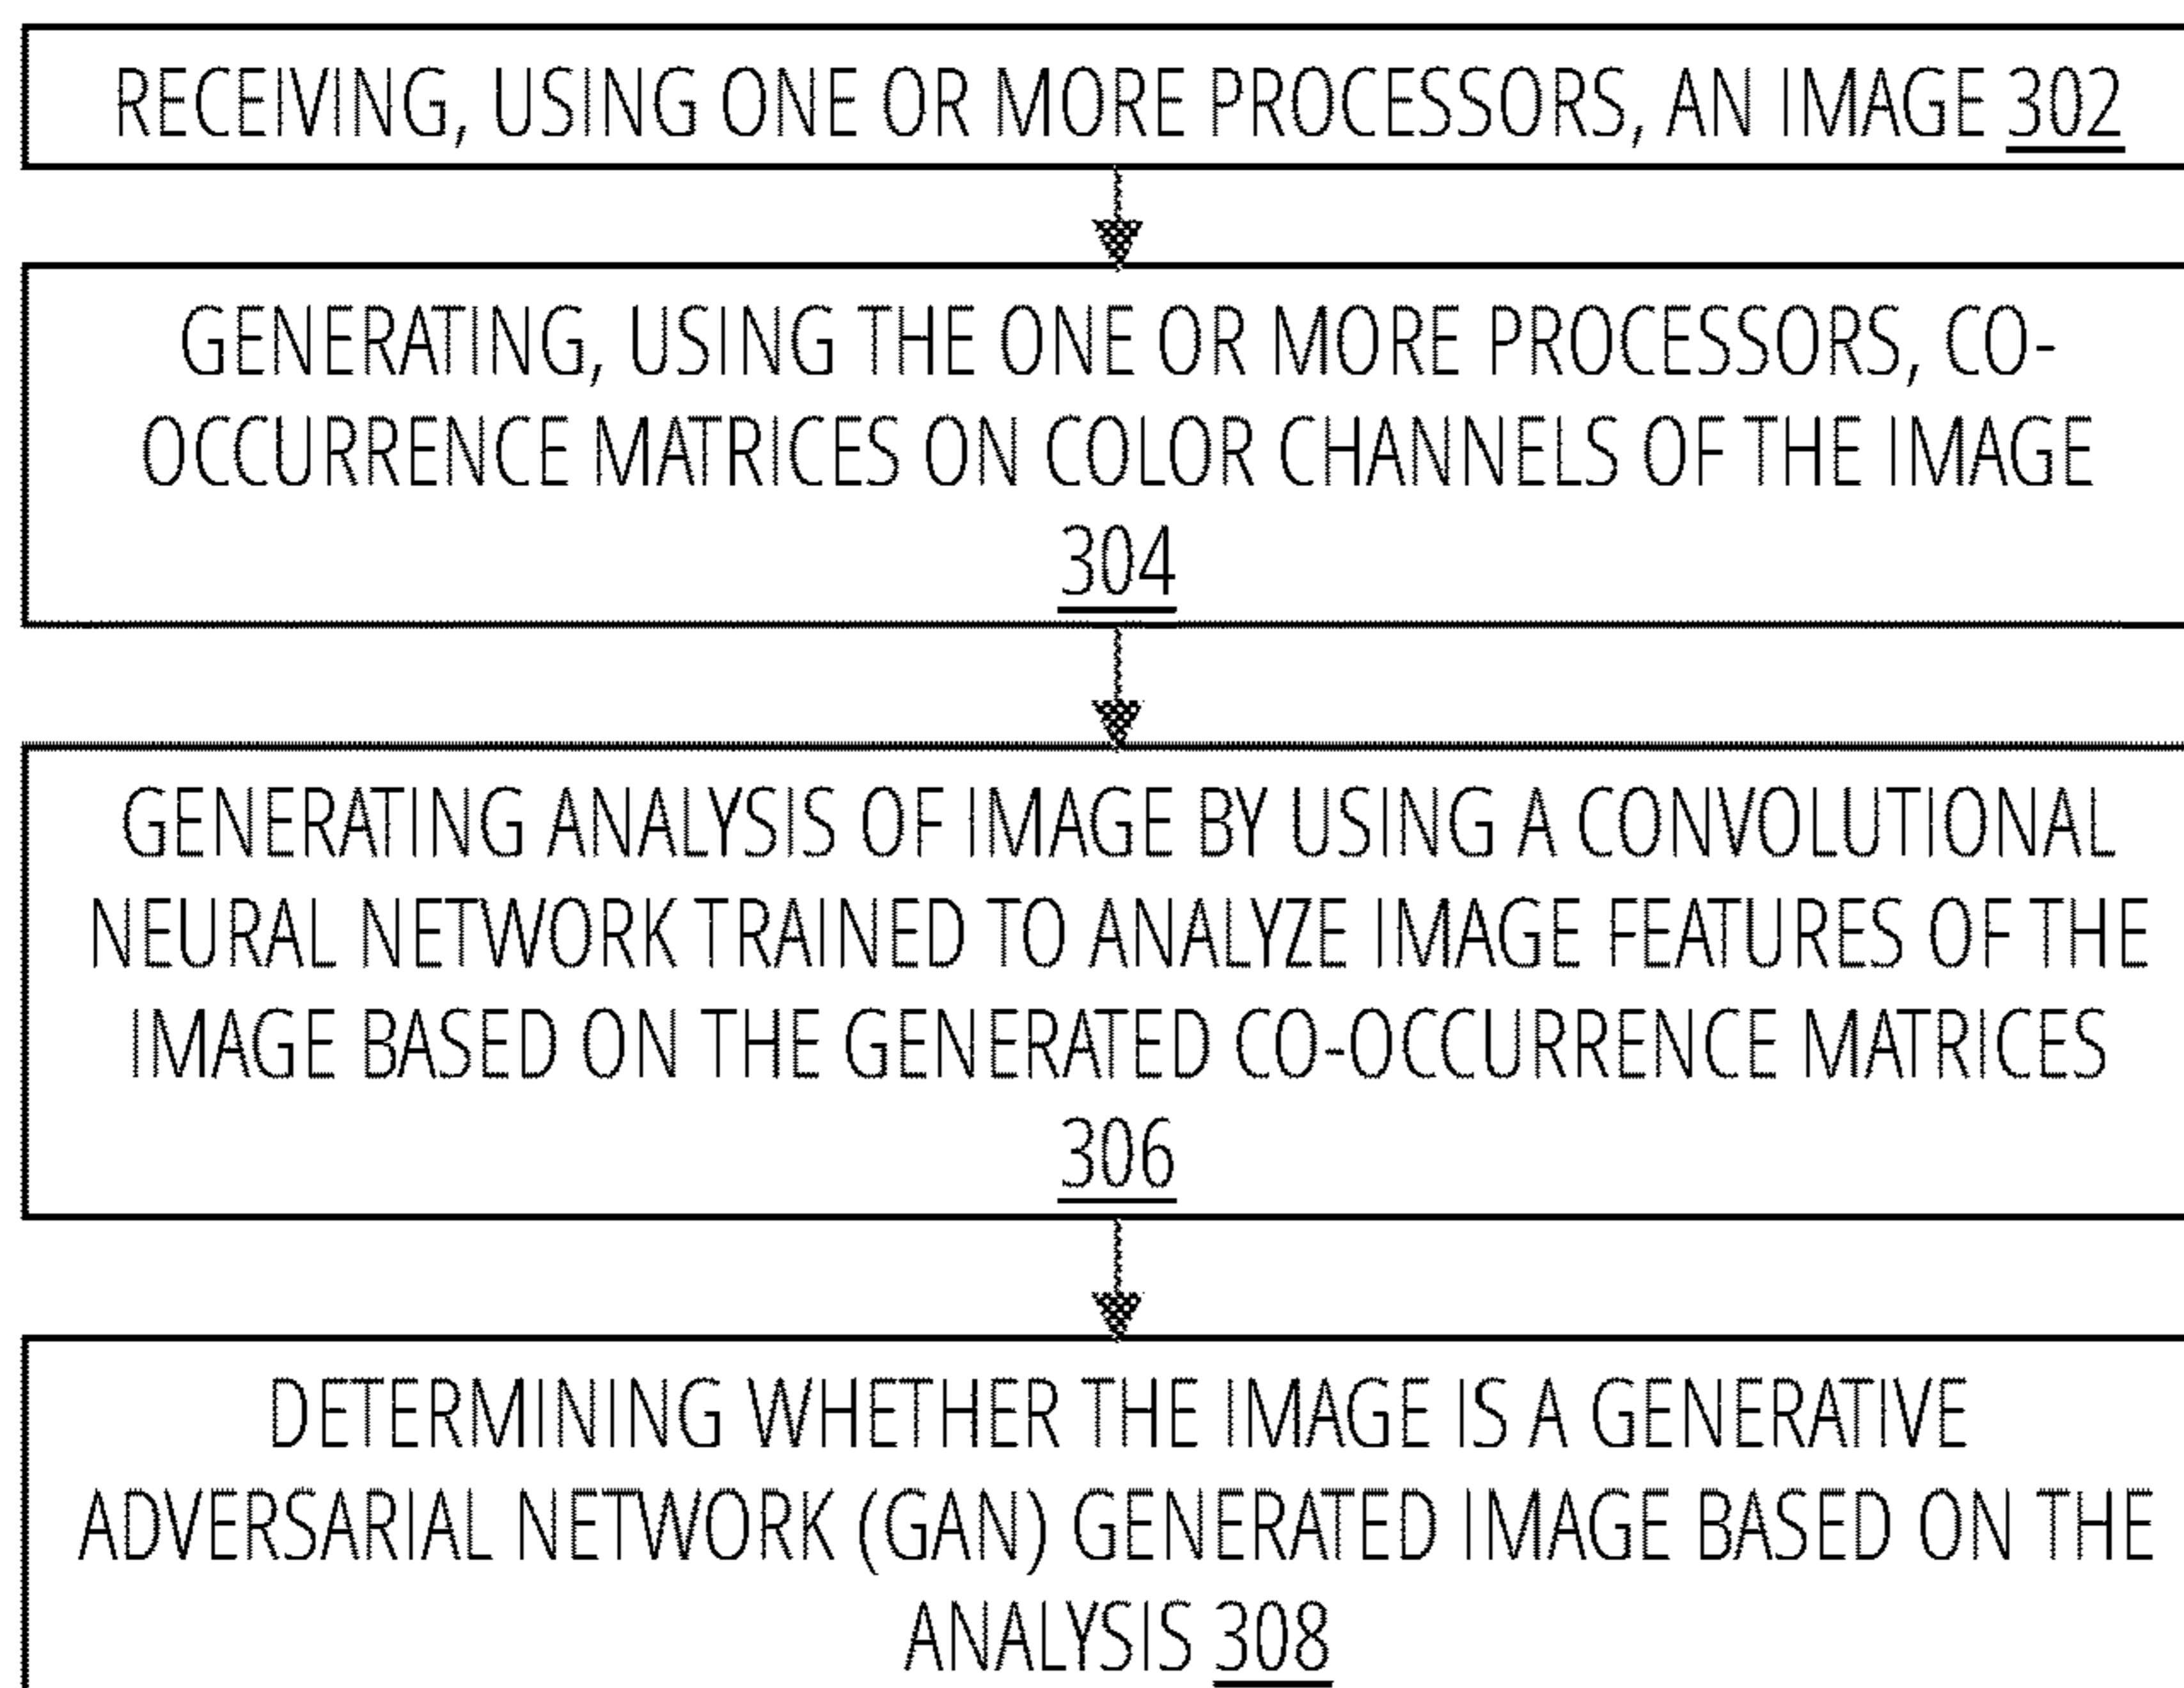 RECEIVING, USING ONE OR MORE PROCESSORS, AN IMAGE 302
GENERATING, USING THE ONE OR MORE PROCESSORS, CO-
OCCURRENCE MATRICES ON COLOR CHANNELS OF THE IMAGE
304
GENERATING ANALYSIS OF IMAGE BY USING A CONVOLUTIONAL
NEURAL NETWORK TRAINED TO ANALYZE IMAGE FEATURES OF THE
IMAGE BASED ON THE GENERATED CO-OCCURRENCE MATRICES
306
DETERMINING WHETHER THE IMAGE IS A GENERATIVE
ADVERSARIAL NETWORK (GAN) GENERATED IMAGE BASED ON THE
ANALYSIS 308